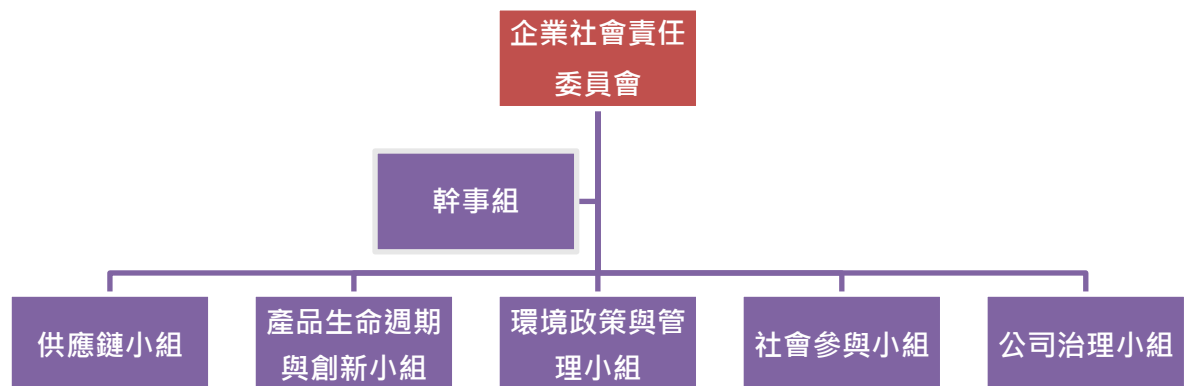 企業社會責任
委員會
幹事組
供應鏈小組
產品生命週期
與創新小組
環境政策與管
理小組
社會參與小組
公司治理小組